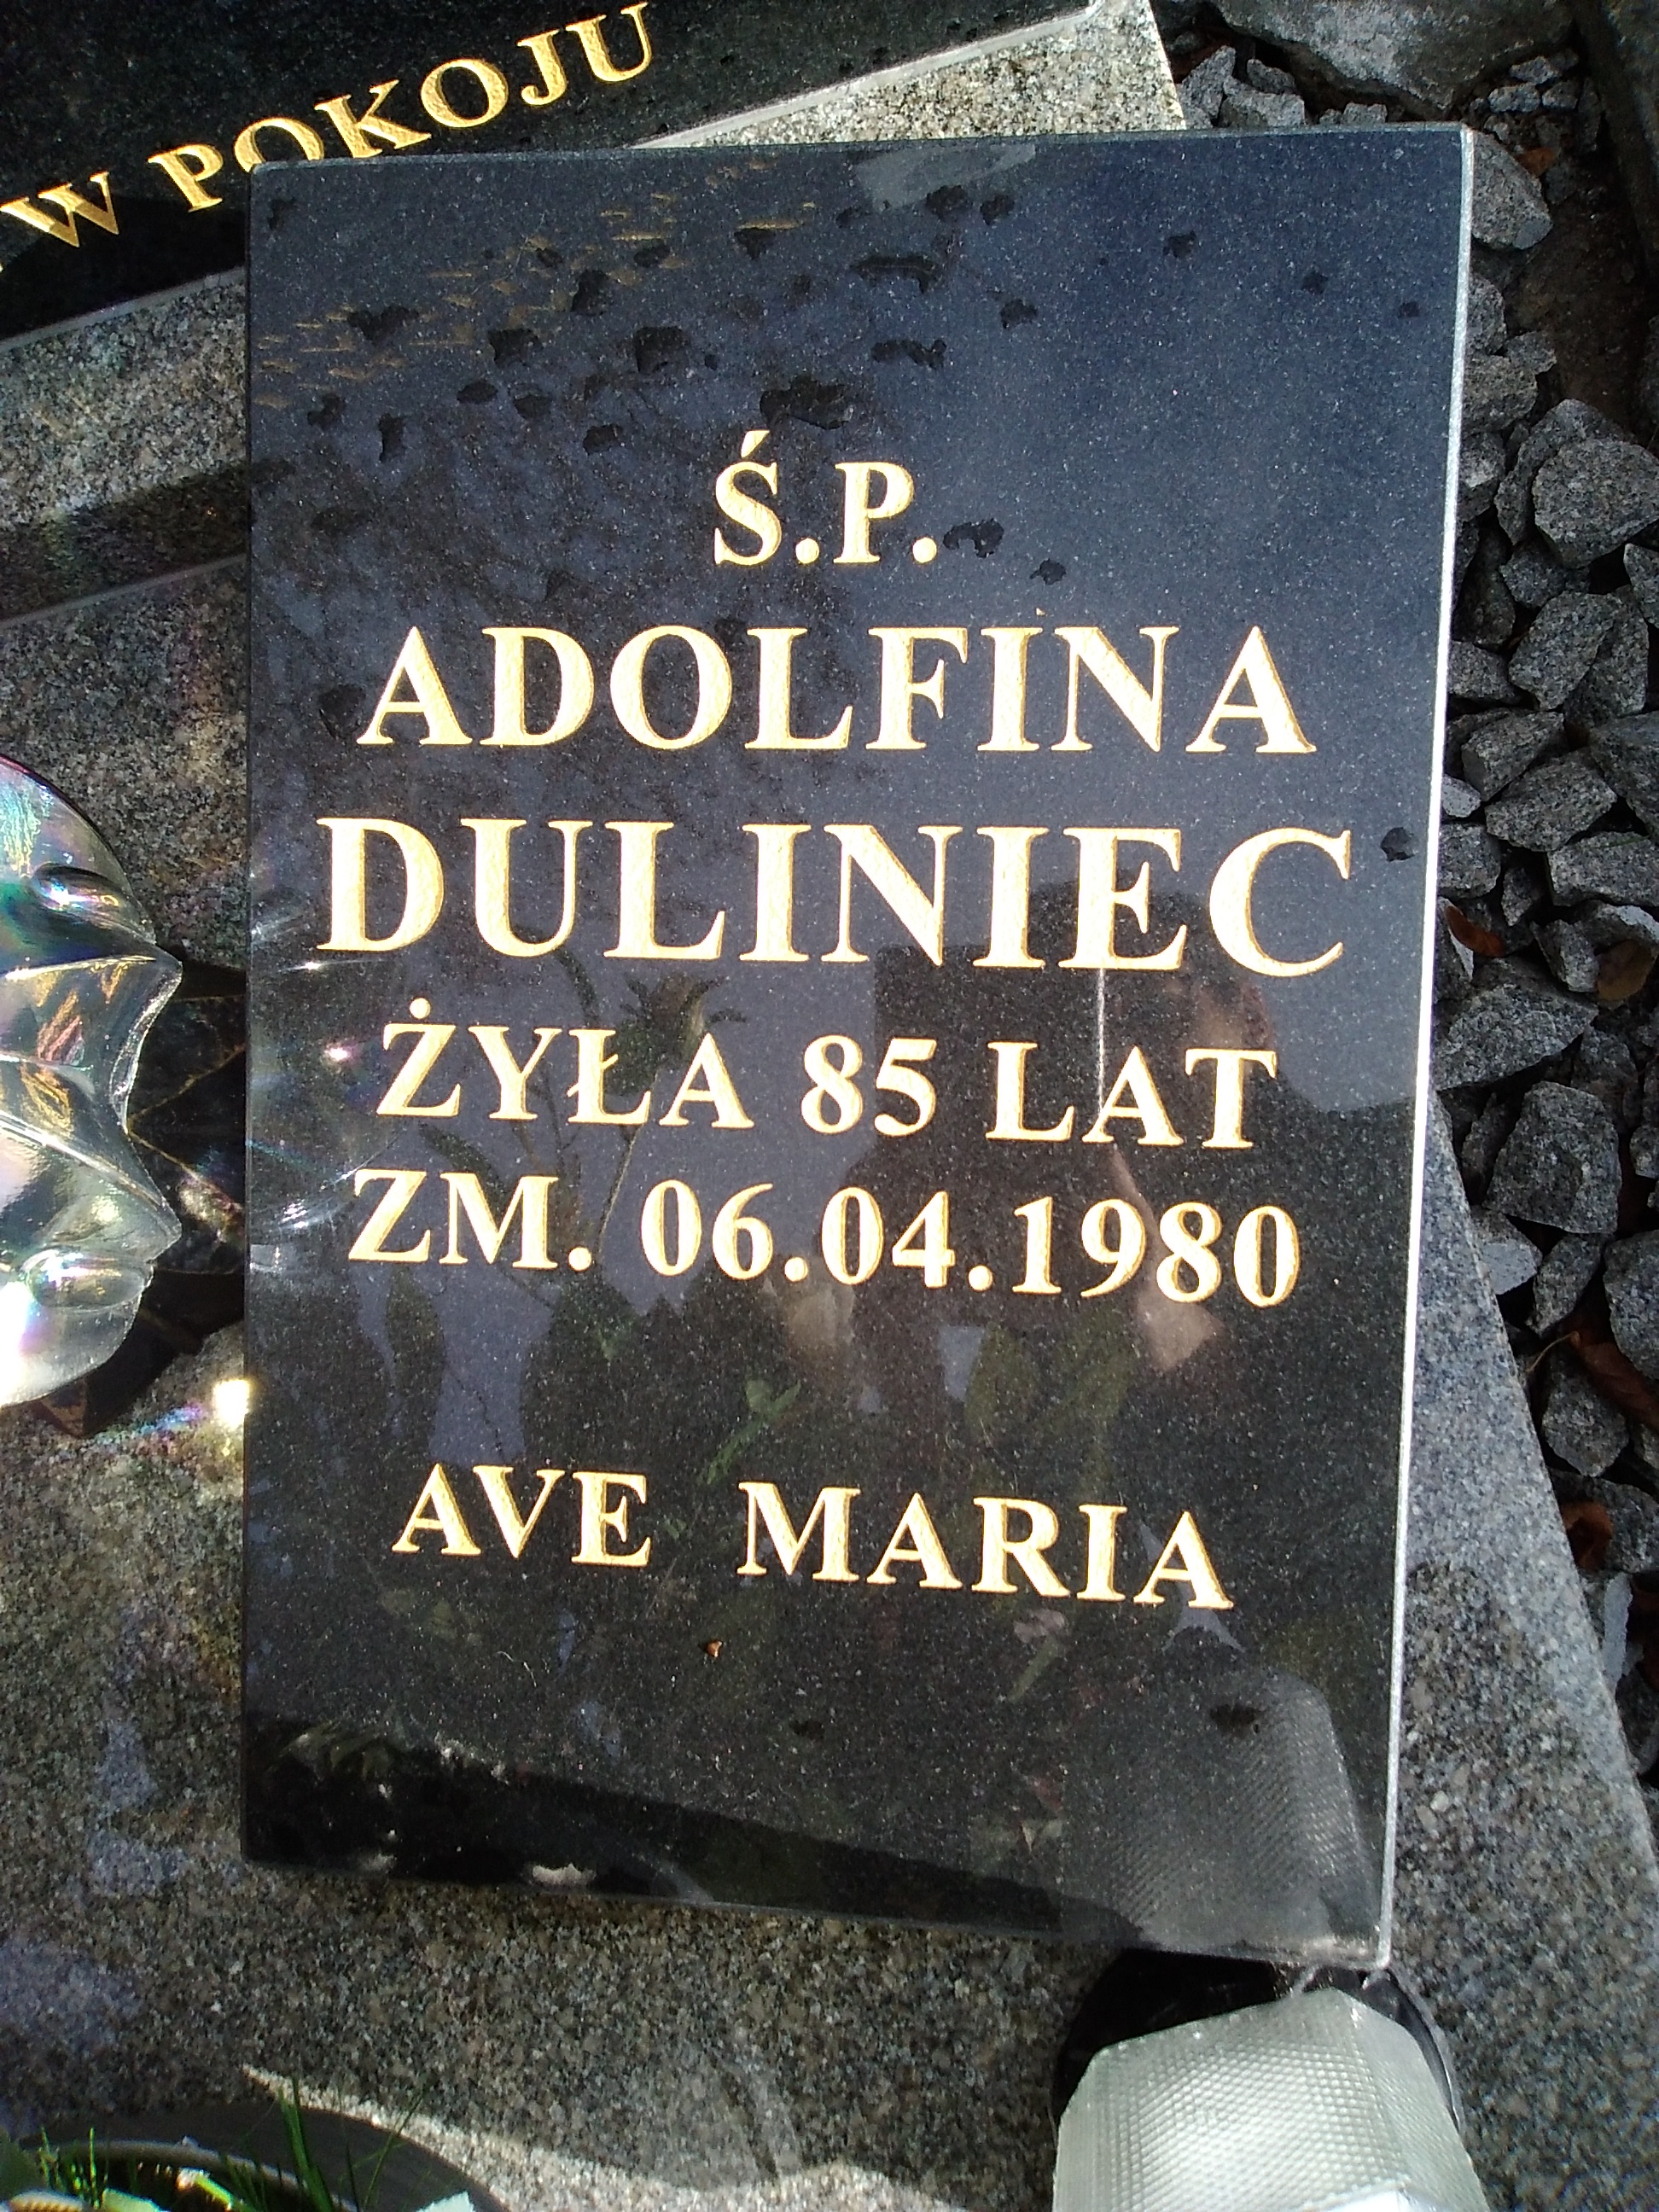 W POKOJU
Ś.P.
ADOLFINA
DULINIEC
ŻYŁA 85 LAT
ZM. 06.04.1980
AVE MARIA